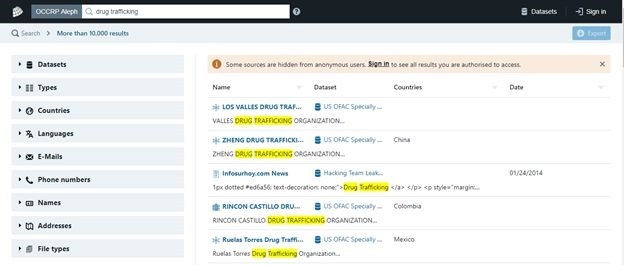 OCCRP Aleph drug trafficking Datasets Sign in
Search More than 10,000 results Export
Datasets
Types
Countries
Languages
E-Mails
Phone numbers
Names
Addresses
File types
Some sources are hidden from anonymous users. Sign in to see all results you are authorised to access.
Name Dataset Countries Date
LOS VALLES DRUG TRAF... US OFAC Specially ...
VALLES DRUG TRAFFICKING ORGANIZATION...
ZHENG DRUG TRAFFICKI... US OFAC Specially ... China
ZHENG DRUG TRAFFICKING ORGANIZATION...
Infosurhoy.com News Hacking Team Leak... 01/24/2014
1px dotted #ed6a56; text-decoration: none;">Drug Trafficking </a> </p> <p style="margin:...
RINCON CASTILLO DRU... US OFAC Specially ... Colombia
RINCON CASTILLO DRUG TRAFFICKING ORGANIZATION...
Ruelas Torres Drug Traffi... US OFAC Specially ... Mexico
Ruelas Torres Drug Trafficking Organization...